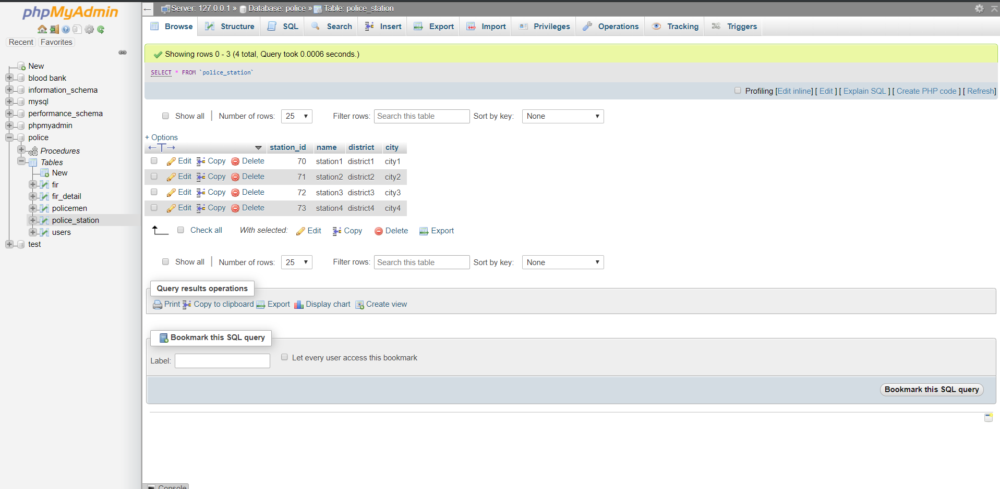 phpMyAdmin
Recent Favorites
New
blood bank
information_schema
mysql
performance_schema
phpmyadmin
police
Procedures
Tables
New
fir
fir_detail
policemen
police_station
users
test
Server: 127.0.0.1 » Database: police » Table: police_station
Browse Structure SQL Search Insert Export Import Privileges Operations Tracking Triggers
Showing rows 0 - 3 (4 total, Query took 0.0006 seconds.)
SELECT * FROM `police_station`
Profiling [Edit inline] [ Edit ] [ Explain SQL ] [ Create PHP code ] [ Refresh]
Show all | Number of rows: 25 Filter rows: Search this table Sort by key: None
+ Options
←T→ station_id name district city
Edit Copy Delete 70 station1 district1 city1
Edit Copy Delete 71 station2 district2 city2
Edit Copy Delete 72 station3 district3 city3
Edit Copy Delete 73 station4 district4 city4
Check all With selected: Edit Copy Delete Export
Show all | Number of rows: 25 Filter rows: Search this table Sort by key: None
Query results operations
Print Copy to clipboard Export Display chart Create view
Bookmark this SQL query
Label: Let every user access this bookmark
Bookmark this SQL query
Console